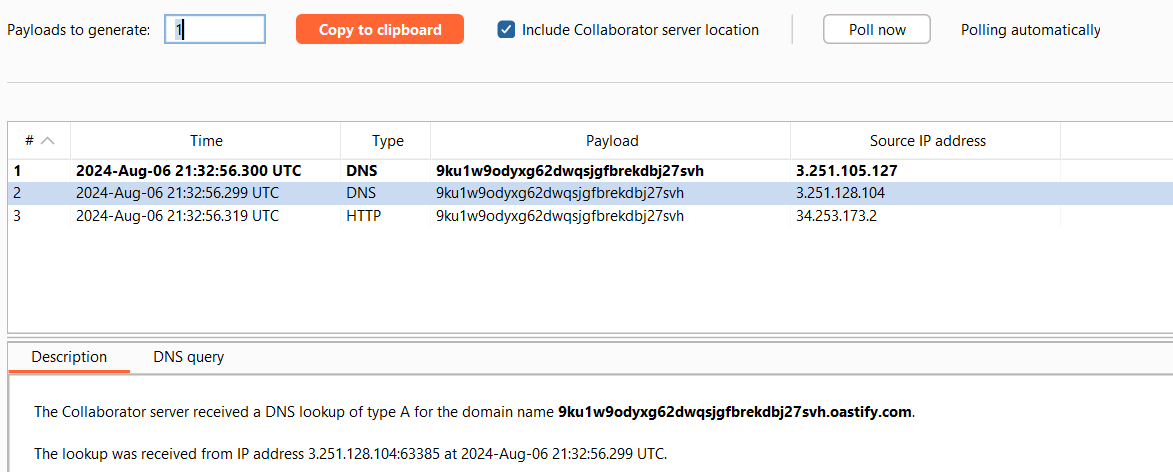 Payloads to generate: 1 Copy to clipboard Include Collaborator server location Poll now Polling automatically
# Time Type Payload Source IP address
1 2024-Aug-06 21:32:56.300 UTC DNS 9ku1w9odyxg62dwqsjgfbrekdbj27svh 3.251.105.127
2 2024-Aug-06 21:32:56.299 UTC DNS 9ku1w9odyxg62dwqsjgfbrekdbj27svh 3.251.128.104
3 2024-Aug-06 21:32:56.319 UTC HTTP 9ku1w9odyxg62dwqsjgfbrekdbj27svh 34.253.173.2
Description DNS query
The Collaborator server received a DNS lookup of type A for the domain name 9ku1w9odyxg62dwqsjgfbrekdbj27svh.oastify.com.
The lookup was received from IP address 3.251.128.104:63385 at 2024-Aug-06 21:32:56.299 UTC.